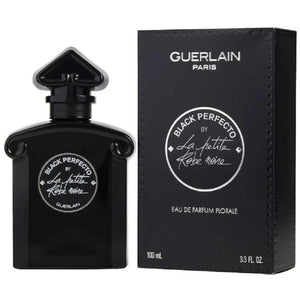 BLACK PERFECTO
BY
La petite
Robe noire
GUERLAIN
GUERLAIN
PARIS
BLACK PERFECTO
BY
La petite
Robe noire
EAU DE PARFUM FLORALE
100 mL
3.3 FL. OZ.